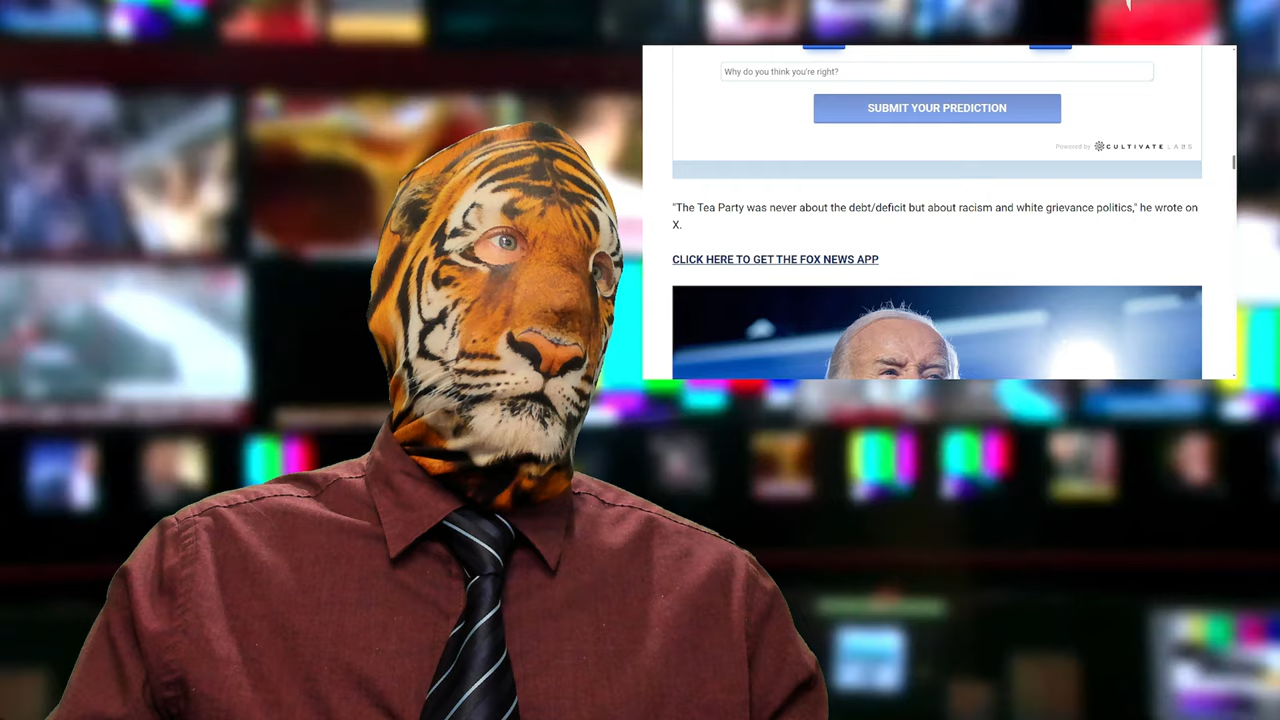 Why do you think you're right?
SUBMIT YOUR PREDICTION
Powered by CULTIVATE LABS
"The Tea Party was never about the debt/deficit but about racism and white grievance politics," he wrote on
X.
CLICK HERE TO GET THE FOX NEWS APP